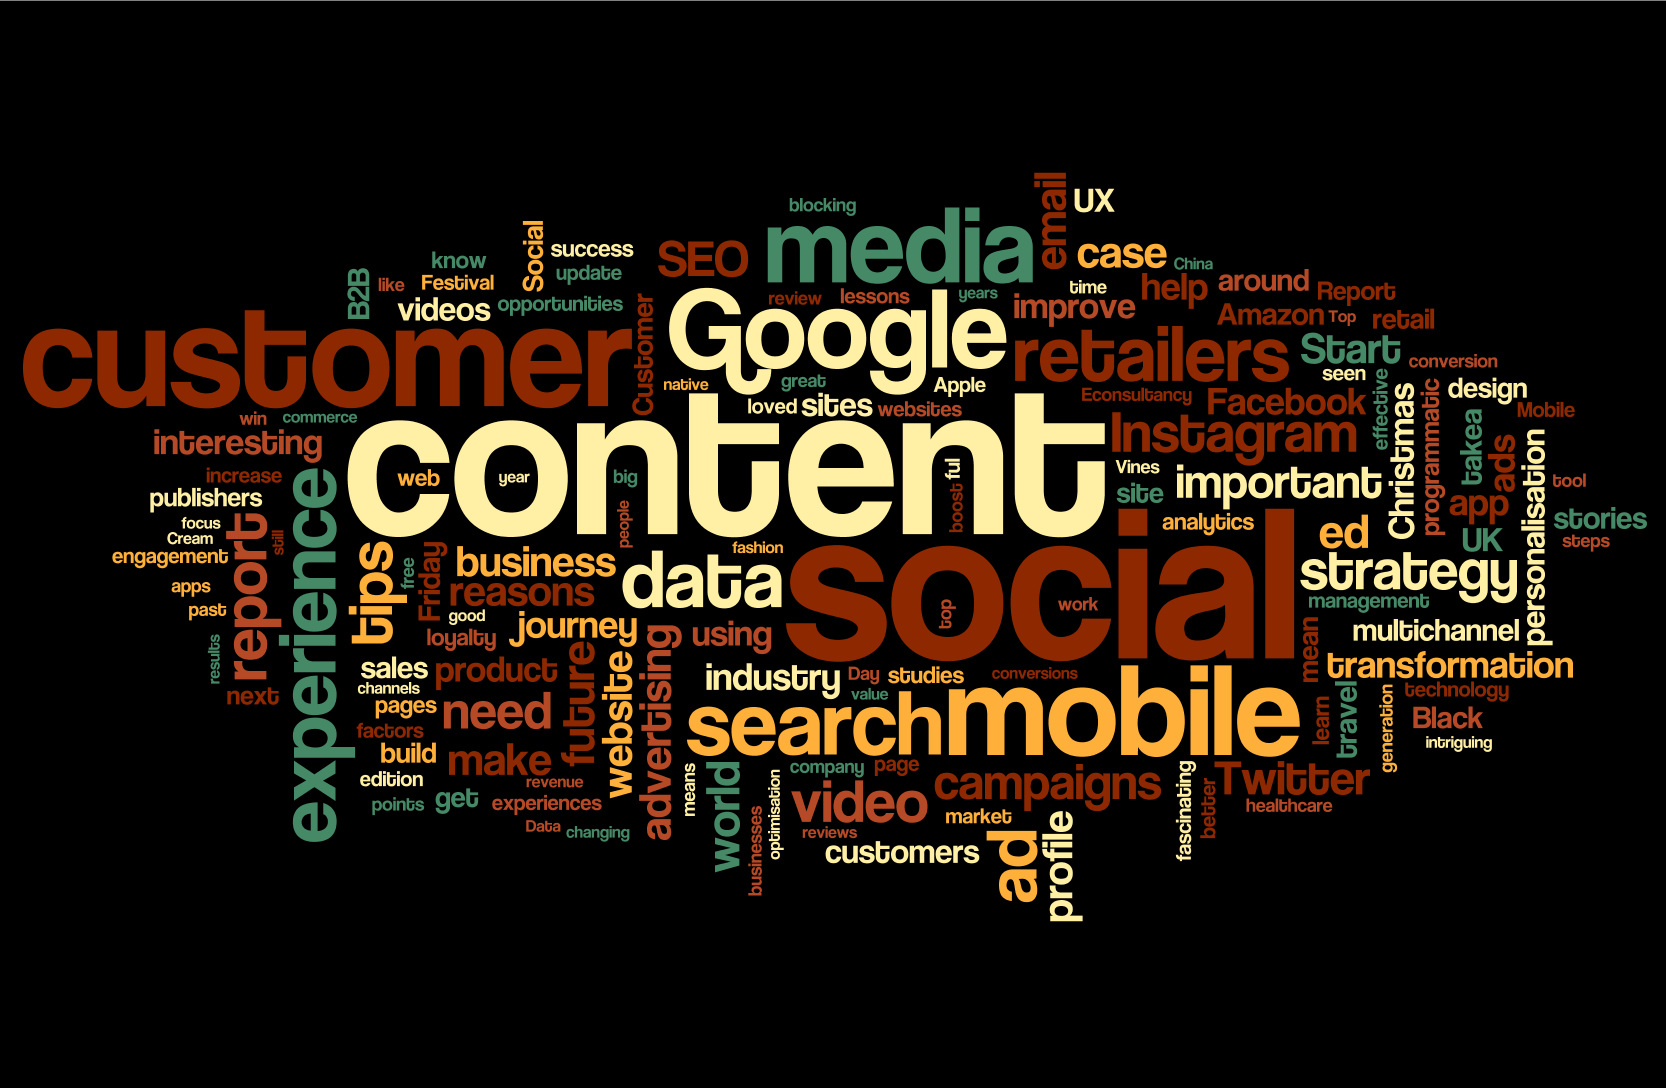 blocking
email
UX
media
Social
success
SEO
case
know
update
China
B2B
like
Festival
videos
opportunities
review
lessons
years
time
help
around
Report
improve
Amazon
Top
retail
customer
Customer
Google
retailers
Start
conversion
seen
native
great
Apple
effective
design
Econsultancy
Facebook
Christmas
programmatic
Mobile
loved
sites
websites
win
commerce
interesting
content
Instagram
takea
ads
personalisation
increase
web
year
big
ful
boost
Vines
site
important
tool
publishers
experience
people
analytics
app
stories
focus
Cream
report
still
ed
UK
steps
engagement
tips
free
Friday
business
fashion
data
social
strategy
apps
reasons
top
work
management
past
good
journey
loyalty
using
multichannel
results
next
sales
product
future
website
advertising
industry
Day
studies
conversions
mean
transformation
channels
pages
need
value
search
mobile
learn
travel
generation
technology
Black
factors
build
make
intriguing
edition
revenue
means
world
optimisation
company
page
campaigns
fascinating
better
Twitter
points
get
experiences
businesses
video
market
healthcare
Data
changing
reviews
customers
ad
profile